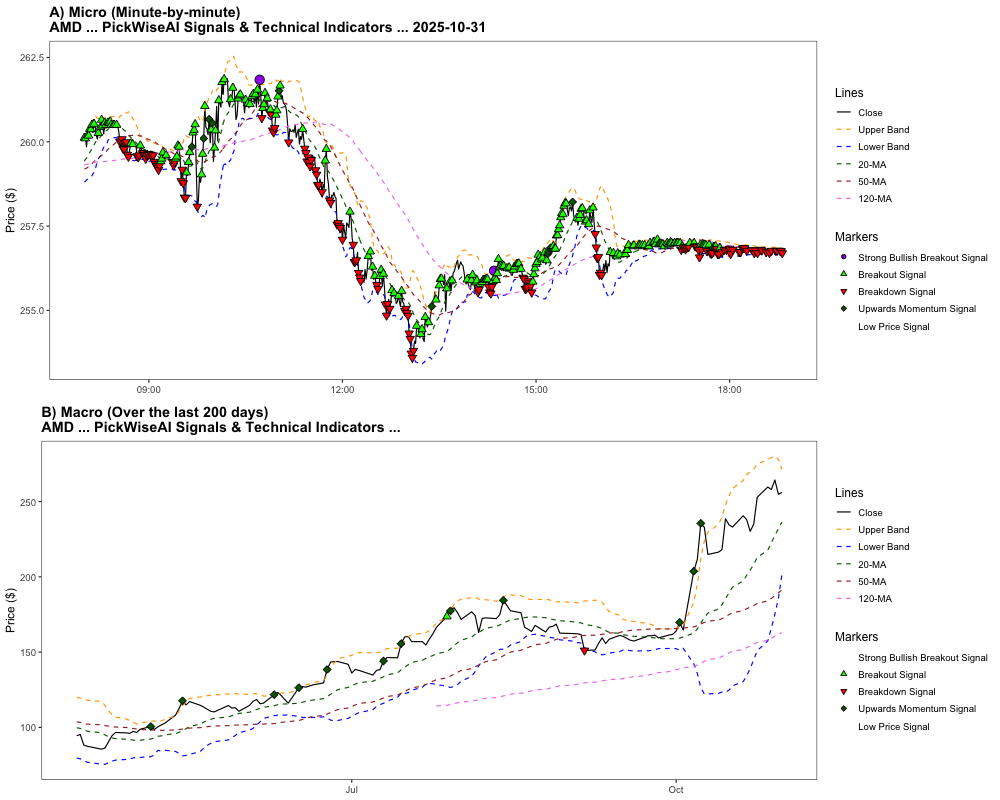 A) Micro (Minute-by-minute)
AMD ... PickWiseAI Signals & Technical Indicators ... 2025-10-31
262.5
260.0
257.5
255.0
Price ($)
09:00
12:00
15:00
18:00
Lines
Close
Upper Band
Lower Band
20-MA
50-MA
120-MA
Markers
Strong Bullish Breakout Signal
Breakout Signal
Breakdown Signal
Upwards Momentum Signal
Low Price Signal
B) Macro (Over the last 200 days)
AMD ... PickWiseAI Signals & Technical Indicators ...
250
200
150
100
Price ($)
Jul
Oct
Lines
Close
Upper Band
Lower Band
20-MA
50-MA
120-MA
Markers
Strong Bullish Breakout Signal
Breakout Signal
Breakdown Signal
Upwards Momentum Signal
Low Price Signal